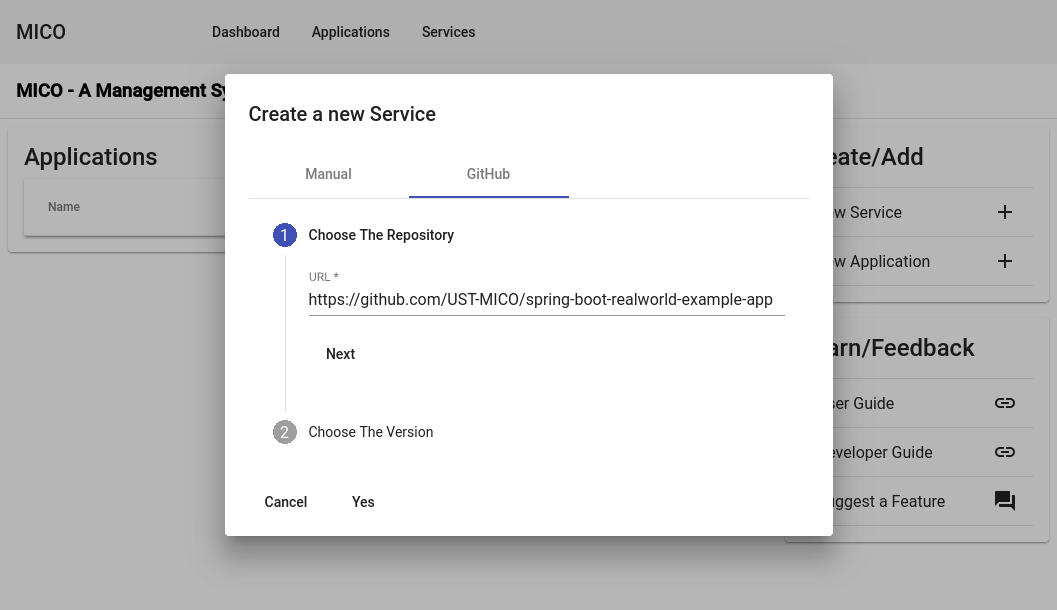 MICO
Dashboard
Applications
Services
MICO - A Management
Applications
Name
Create a new Service
Manual
GitHub
1
Choose The Repository
URL *
https://github.com/UST-MICO/spring-boot-realworld-example-app
Next
2
Choose The Version
Cancel
Yes
eate/Add
w Service
w Application
arn/Feedback
ser Guide
eveloper Guide
ggest a Feature